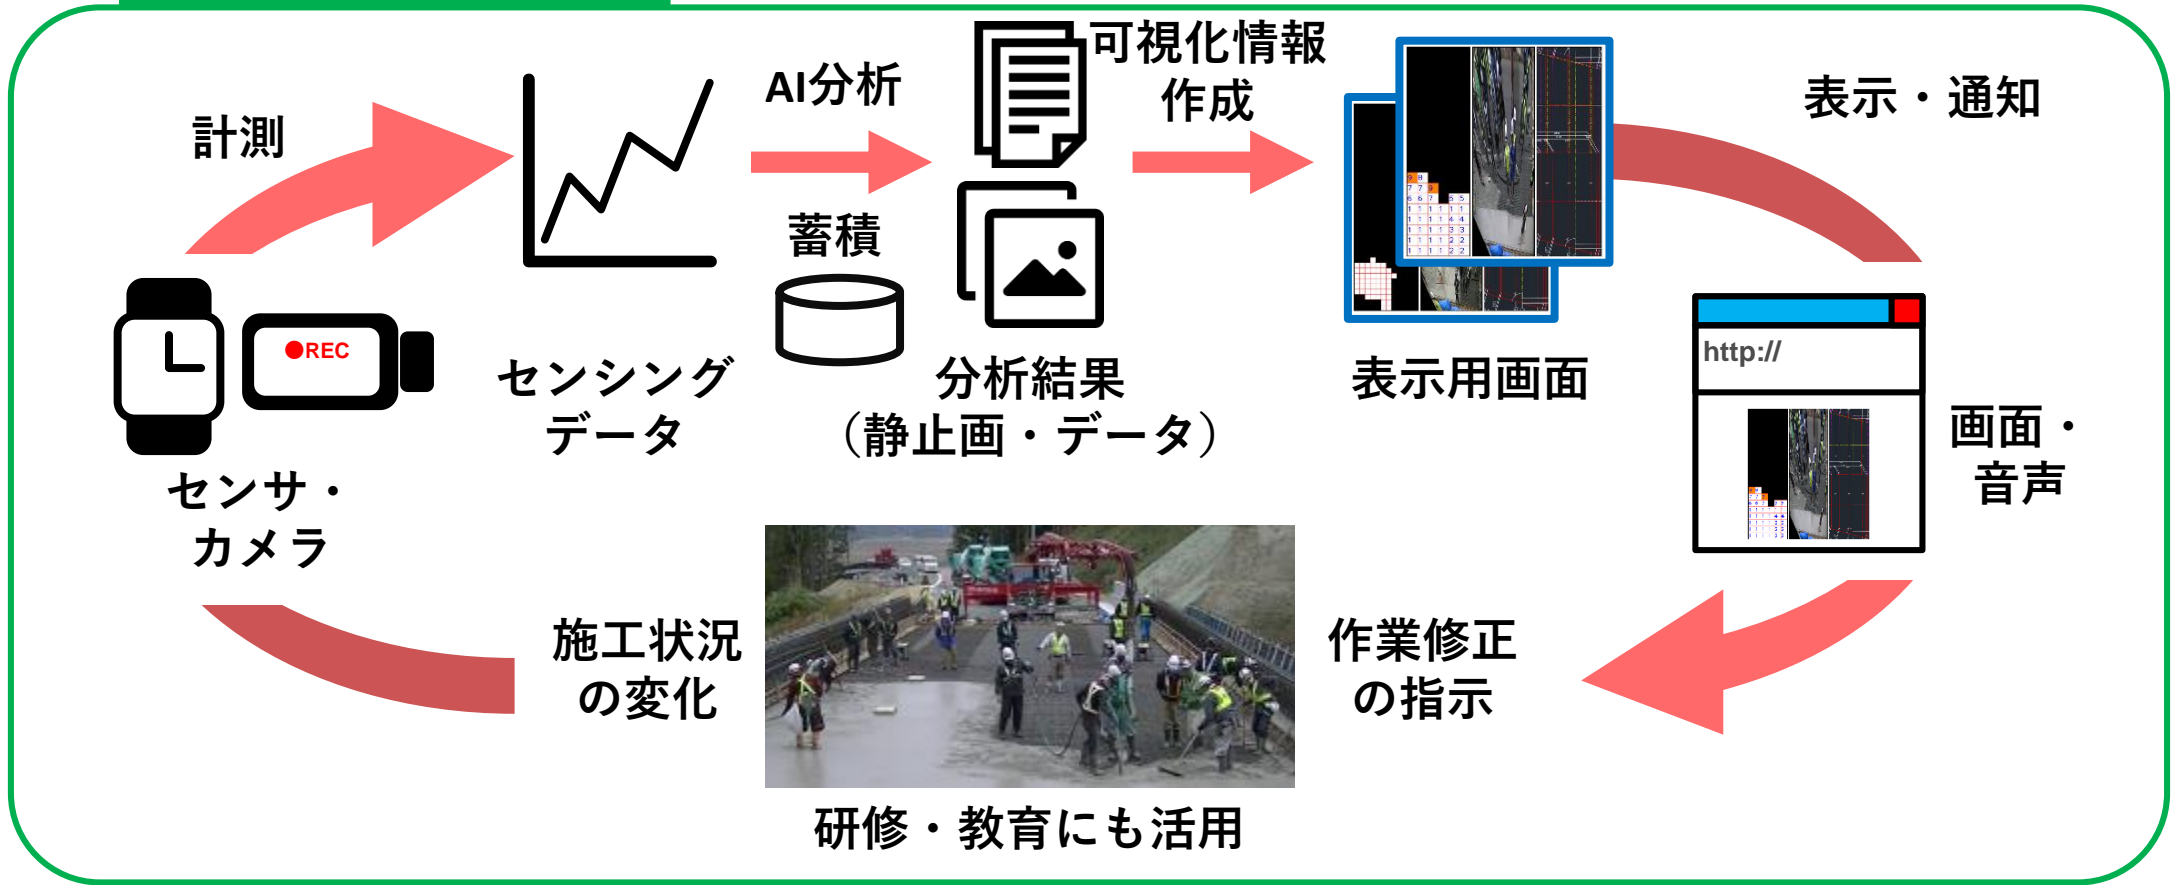 計測
AI分析
可視化情報
作成
表示・通知
蓄積
●REC
センサ・
カメラ
センシング
データ
分析結果
（静止画・データ）
表示用画面
http://
画面・
音声
施工状況
の変化
作業修正
の指示
研修・教育にも活用